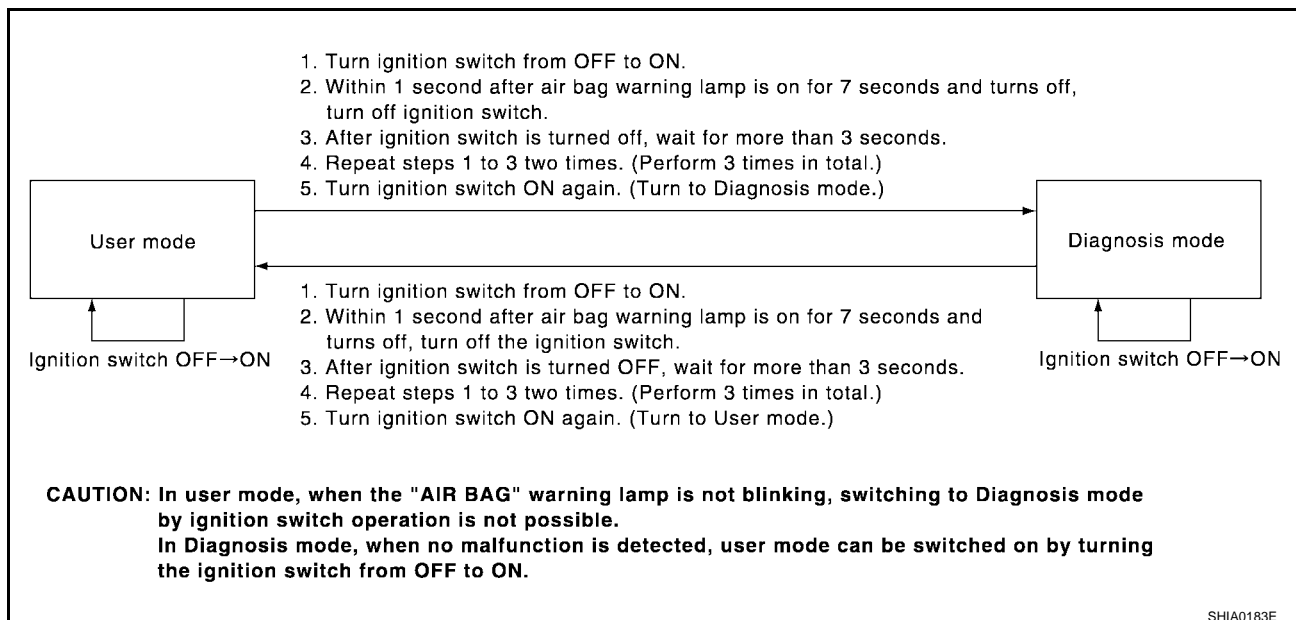 1. Turn ignition switch from OFF to ON.
2. Within 1 second after air bag warning lamp is on for 7 seconds and turns off,
turn off ignition switch.
3. After ignition switch is turned off, wait for more than 3 seconds.
4. Repeat steps 1 to 3 two times. (Perform 3 times in total.)
5. Turn ignition switch ON again. (Turn to Diagnosis mode.)
User mode
Diagnosis mode
1. Turn ignition switch from OFF to ON.
2. Within 1 second after air bag warning lamp is on for 7 seconds and
turns off, turn off the ignition switch.
3. After ignition switch is turned OFF, wait for more than 3 seconds.
4. Repeat steps 1 to 3 two times. (Perform 3 times in total.)
5. Turn ignition switch ON again. (Turn to User mode.)
Ignition switch OFF→ON
Ignition switch OFF→ON
CAUTION: In user mode, when the "AIR BAG" warning lamp is not blinking, switching to Diagnosis mode
by ignition switch operation is not possible.
In Diagnosis mode, when no malfunction is detected, user mode can be switched on by turning
the ignition switch from OFF to ON.
SHIA0183E